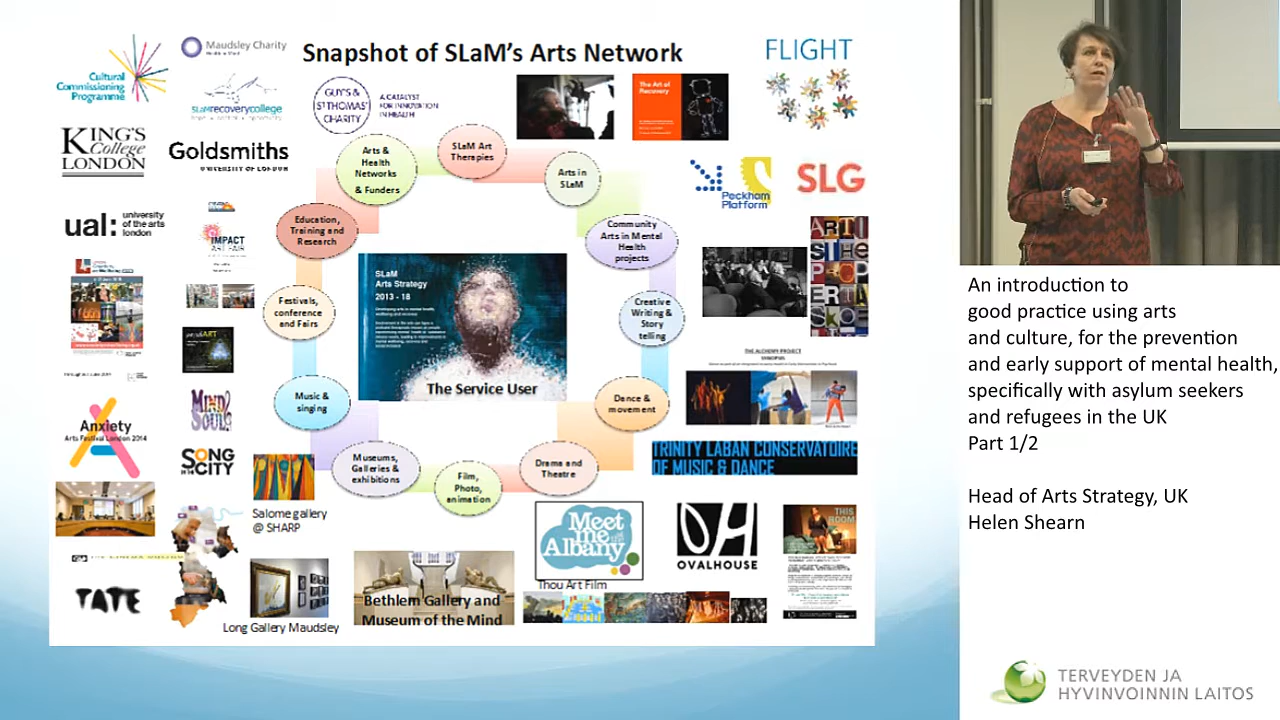 Snapshot of SLaM's Arts Network
Cultural
Commissioning
Programme
Maudsley Charity
SLaMrecoverycollege
GUY'S &
ST THOMAS'
CHARITY
A CATALYST
FOR INNOVATION
IN HEALTH
The Art of
Recovery
FLIGHT
KING'S
College
LONDON
Goldsmiths
UNIVERSITY OF LONDON
Arts &
Health
Networks
& Funders
SLaM Art
Therapies
Arts in
SLaM
Peckham
Platform
SLG
ual:
university
of the arts
london
IMPACT
ART FAIR
Education,
Training and
Research
Community
Arts in Mental
Health
projects
SLaM
Arts Strategy
2013 - 18
Festivals,
conference
and Fairs
Creative
Writing &
Story
telling
The Service User
THE ALCHEMY PROJECT
Music &
singing
Dance &
movement
MIND
SOUL
Anxiety
Arts Festival London 2014
SONG
IN THE
CITY
Museums,
Galleries &
exhibitions
Film,
Photo,
animation
Drama and
Theatre
TRINITY LABAN CONSERVATOIRE
OF MUSIC & DANCE
Salome gallery
@ SHARP
Meet
me at the
Albany
OH
OVALHOUSE
THIS
ROOM
TATE
Long Gallery Maudsley
Bethlem Gallery and
Museum of the Mind
Thou Art Film
An introduction to
good practice using arts
and culture, for the prevention
and early support of mental health,
specifically with asylum seekers
and refugees in the UK
Part 1/2
Head of Arts Strategy, UK
Helen Shearn
TERVEYDEN JA
HYVINVOINNIN LAITOS